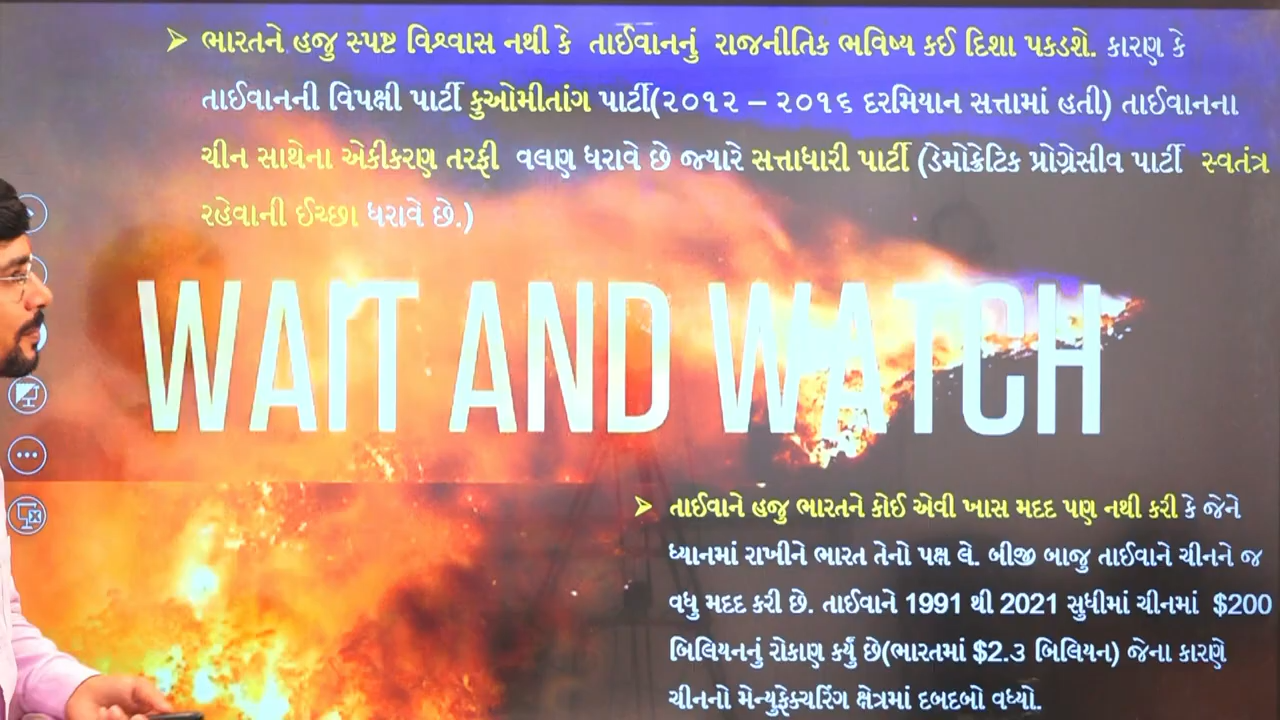 ➢ ભારતને હજુ સ્પષ્ટ વિશ્વાસ નથી કે તાઈવાનનું રાજનીતિક ભવિષ્ય કઈ દિશા પકડશે. કારણ કે
તાઈવાનની વિપક્ષી પાર્ટી કુઓમીતાંગ પાર્ટી(૨૦૧૨ – ૨૦૧૬ દરમિયાન સત્તામાં હતી) તાઈવાનના
ચીન સાથેના એકીકરણ તરફી વલણ ધરાવે છે જ્યારે સત્તાધારી પાર્ટી (ડેમોક્રેટિક પ્રોગ્રેસીવ પાર્ટી સ્વતંત્ર
રહેવાની ઈચ્છા ધરાવે છે.)
WAIT AND WATCH
➢ તાઈવાને હજુ ભારતને કોઈ એવી ખાસ મદદ પણ નથી કરી કે જેને
ધ્યાનમાં રાખીને ભારત તેનો પક્ષ લે. બીજી બાજુ તાઈવાને ચીનને જ
વધુ મદદ કરી છે. તાઈવાને 1991 થી 2021 સુધીમાં ચીનમાં $200
બિલિયનનું રોકાણ કર્યું છે(ભારતમાં $2.3 બિલિયન) જેના કારણે
ચીનનો મેન્યુફેક્ચરિંગ ક્ષેત્રમાં દબદબો વધ્યો.